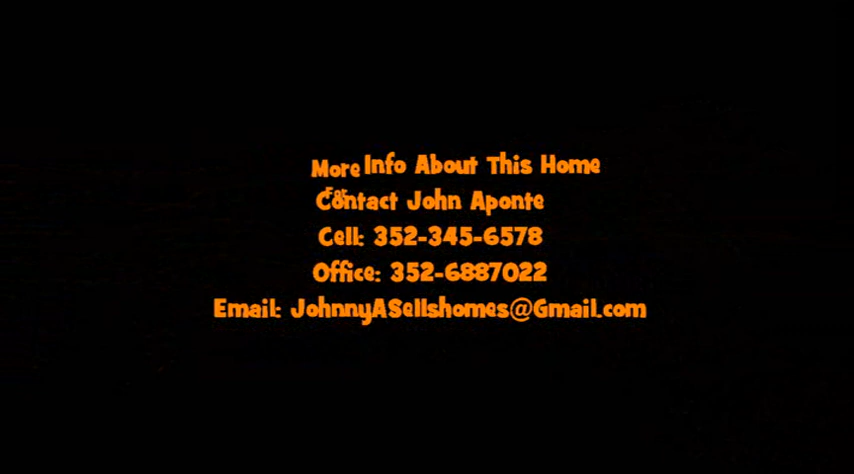 More Info About This Home
For
Contact John Aponte
Cell: 352-345-6578
Office: 352-6887022
Email: JohnnyASellshomes@Gmail.com